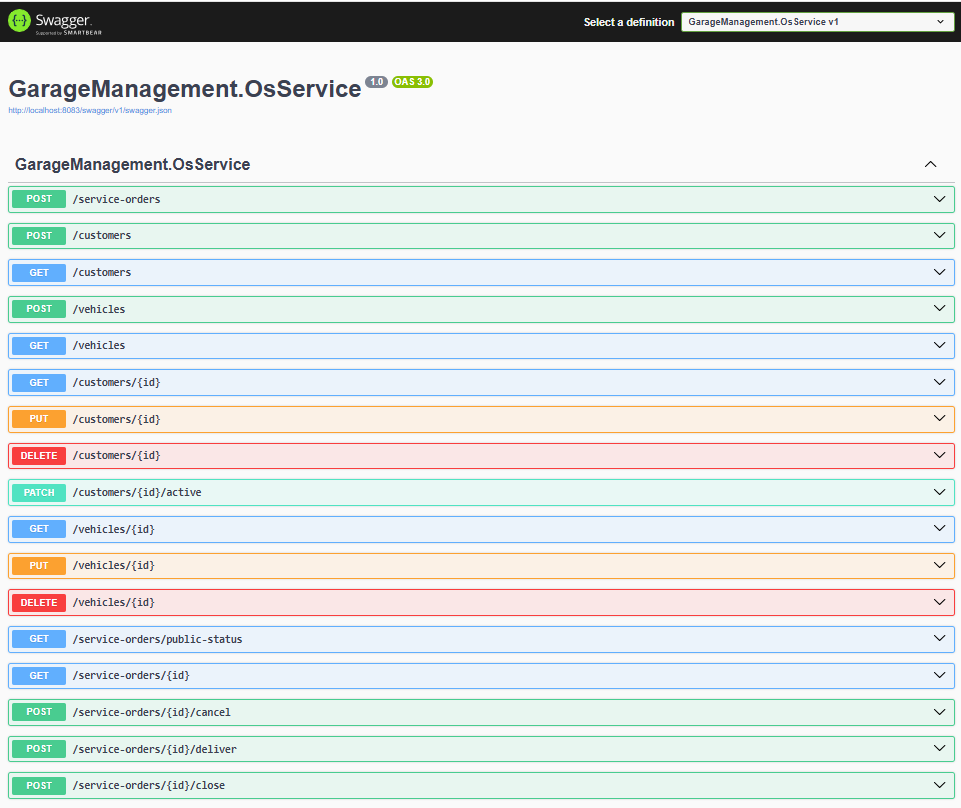 Swagger.
Supported by SMARTBEAR
Select a definition
GarageManagement.OsService v1
GarageManagement.OsService 1.0 OAS 3.0
http://localhost:8083/swagger/v1/swagger.json
GarageManagement.OsService
POST /service-orders
POST /customers
GET /customers
POST /vehicles
GET /vehicles
GET /customers/{id}
PUT /customers/{id}
DELETE /customers/{id}
PATCH /customers/{id}/active
GET /vehicles/{id}
PUT /vehicles/{id}
DELETE /vehicles/{id}
GET /service-orders/public-status
GET /service-orders/{id}
POST /service-orders/{id}/cancel
POST /service-orders/{id}/deliver
POST /service-orders/{id}/close